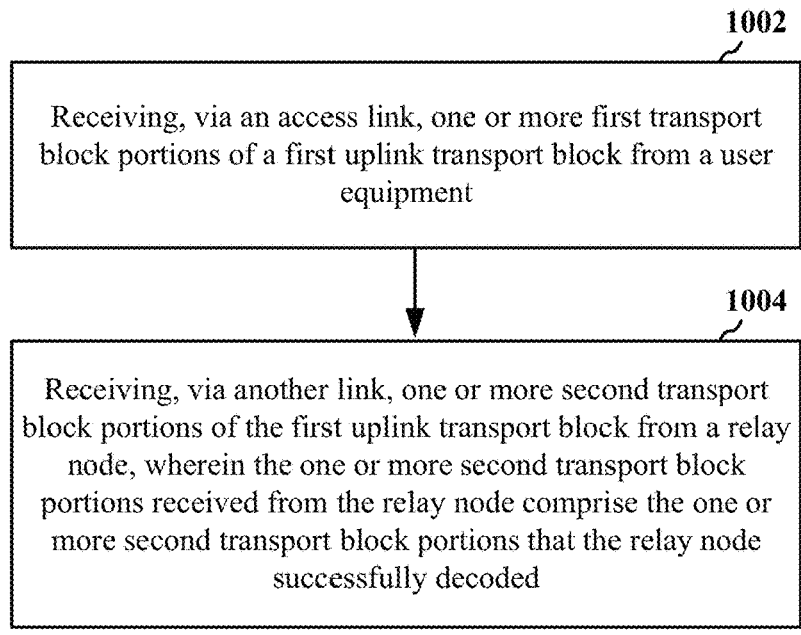 1002
Receiving, via an access link, one or more first transport
block portions of a first uplink transport block from a user
equipment
1004
Receiving, via another link, one or more second transport
block portions of the first uplink transport block from a relay
node, wherein the one or more second transport block
portions received from the relay node comprise the one or
more second transport block portions that the relay node
successfully decoded